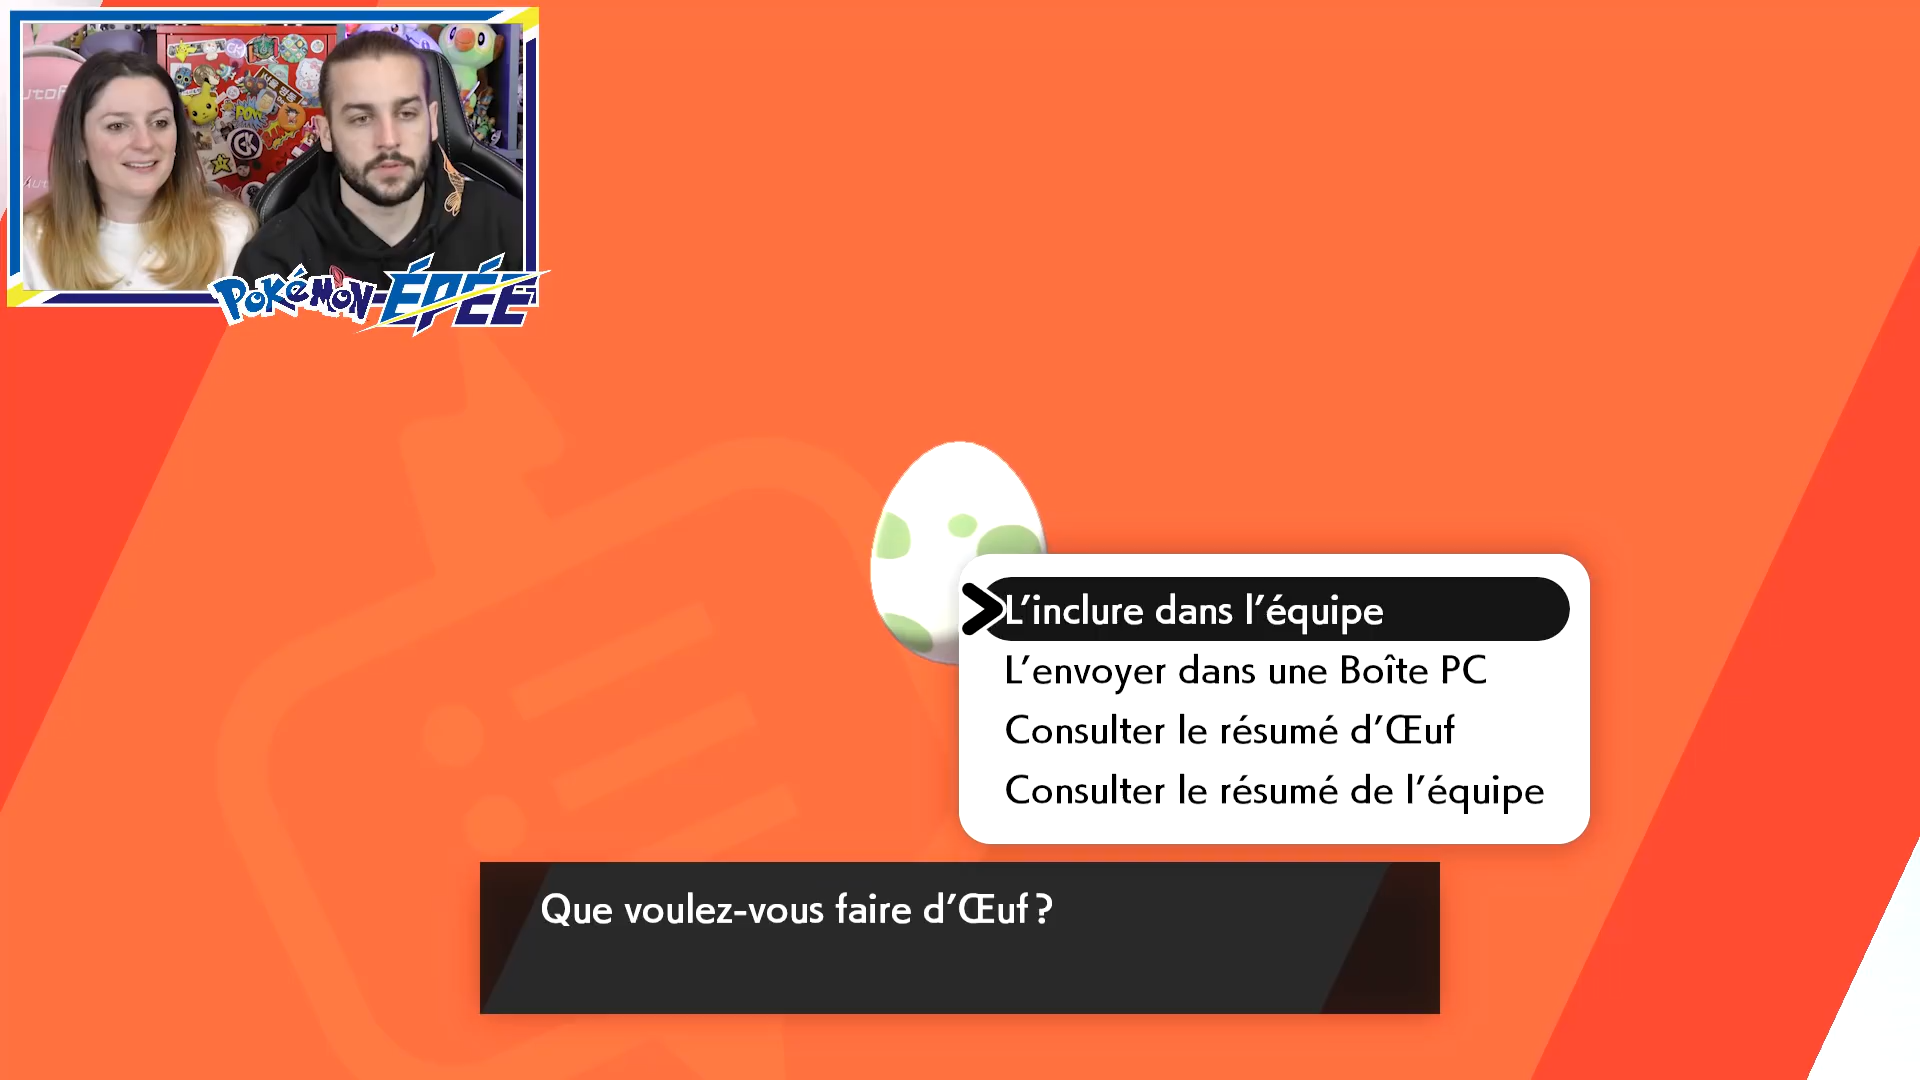 POKÉMON ÉPÉE
L'inclure dans l'équipe
L'envoyer dans une Boîte PC
Consulter le résumé d'Œuf
Consulter le résumé de l'équipe
Que voulez-vous faire d'Œuf ?